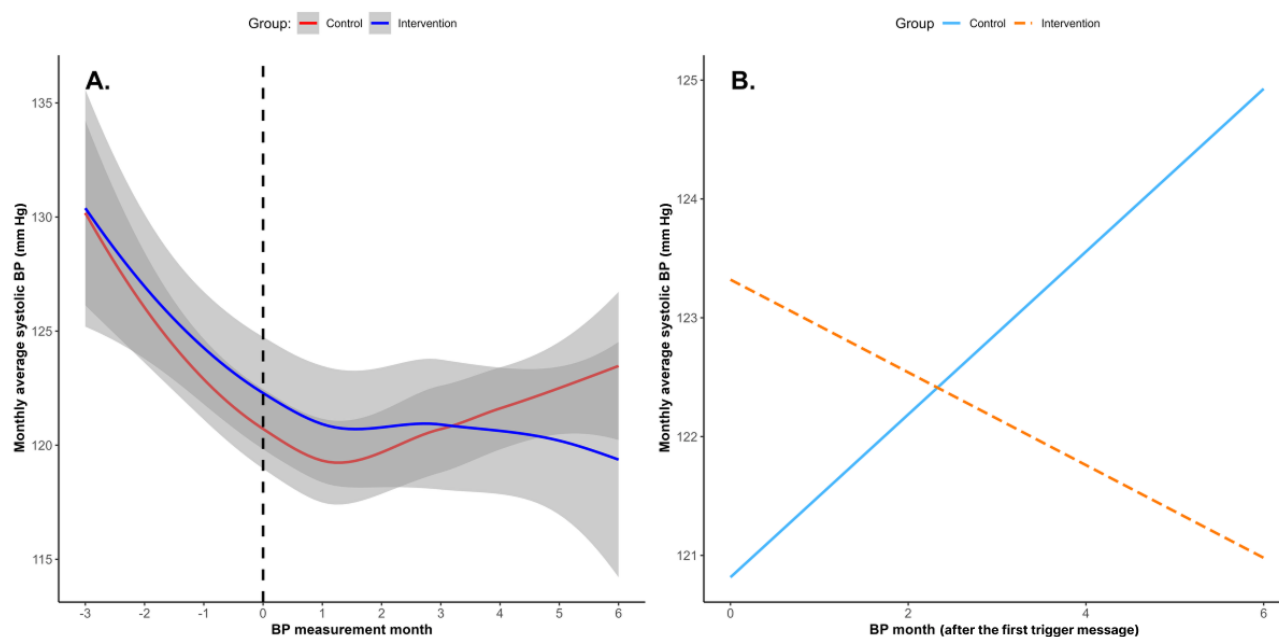 Group: Control Intervention
A.
Monthly average systolic BP (mm Hg)
135
130
125
120
115
-3 -2 -1 0 1 2 3 4 5 6
BP measurement month
Group Control Intervention
B.
Monthly average systolic BP (mm Hg)
125
124
123
122
121
0 2 4 6
BP month (after the first trigger message)